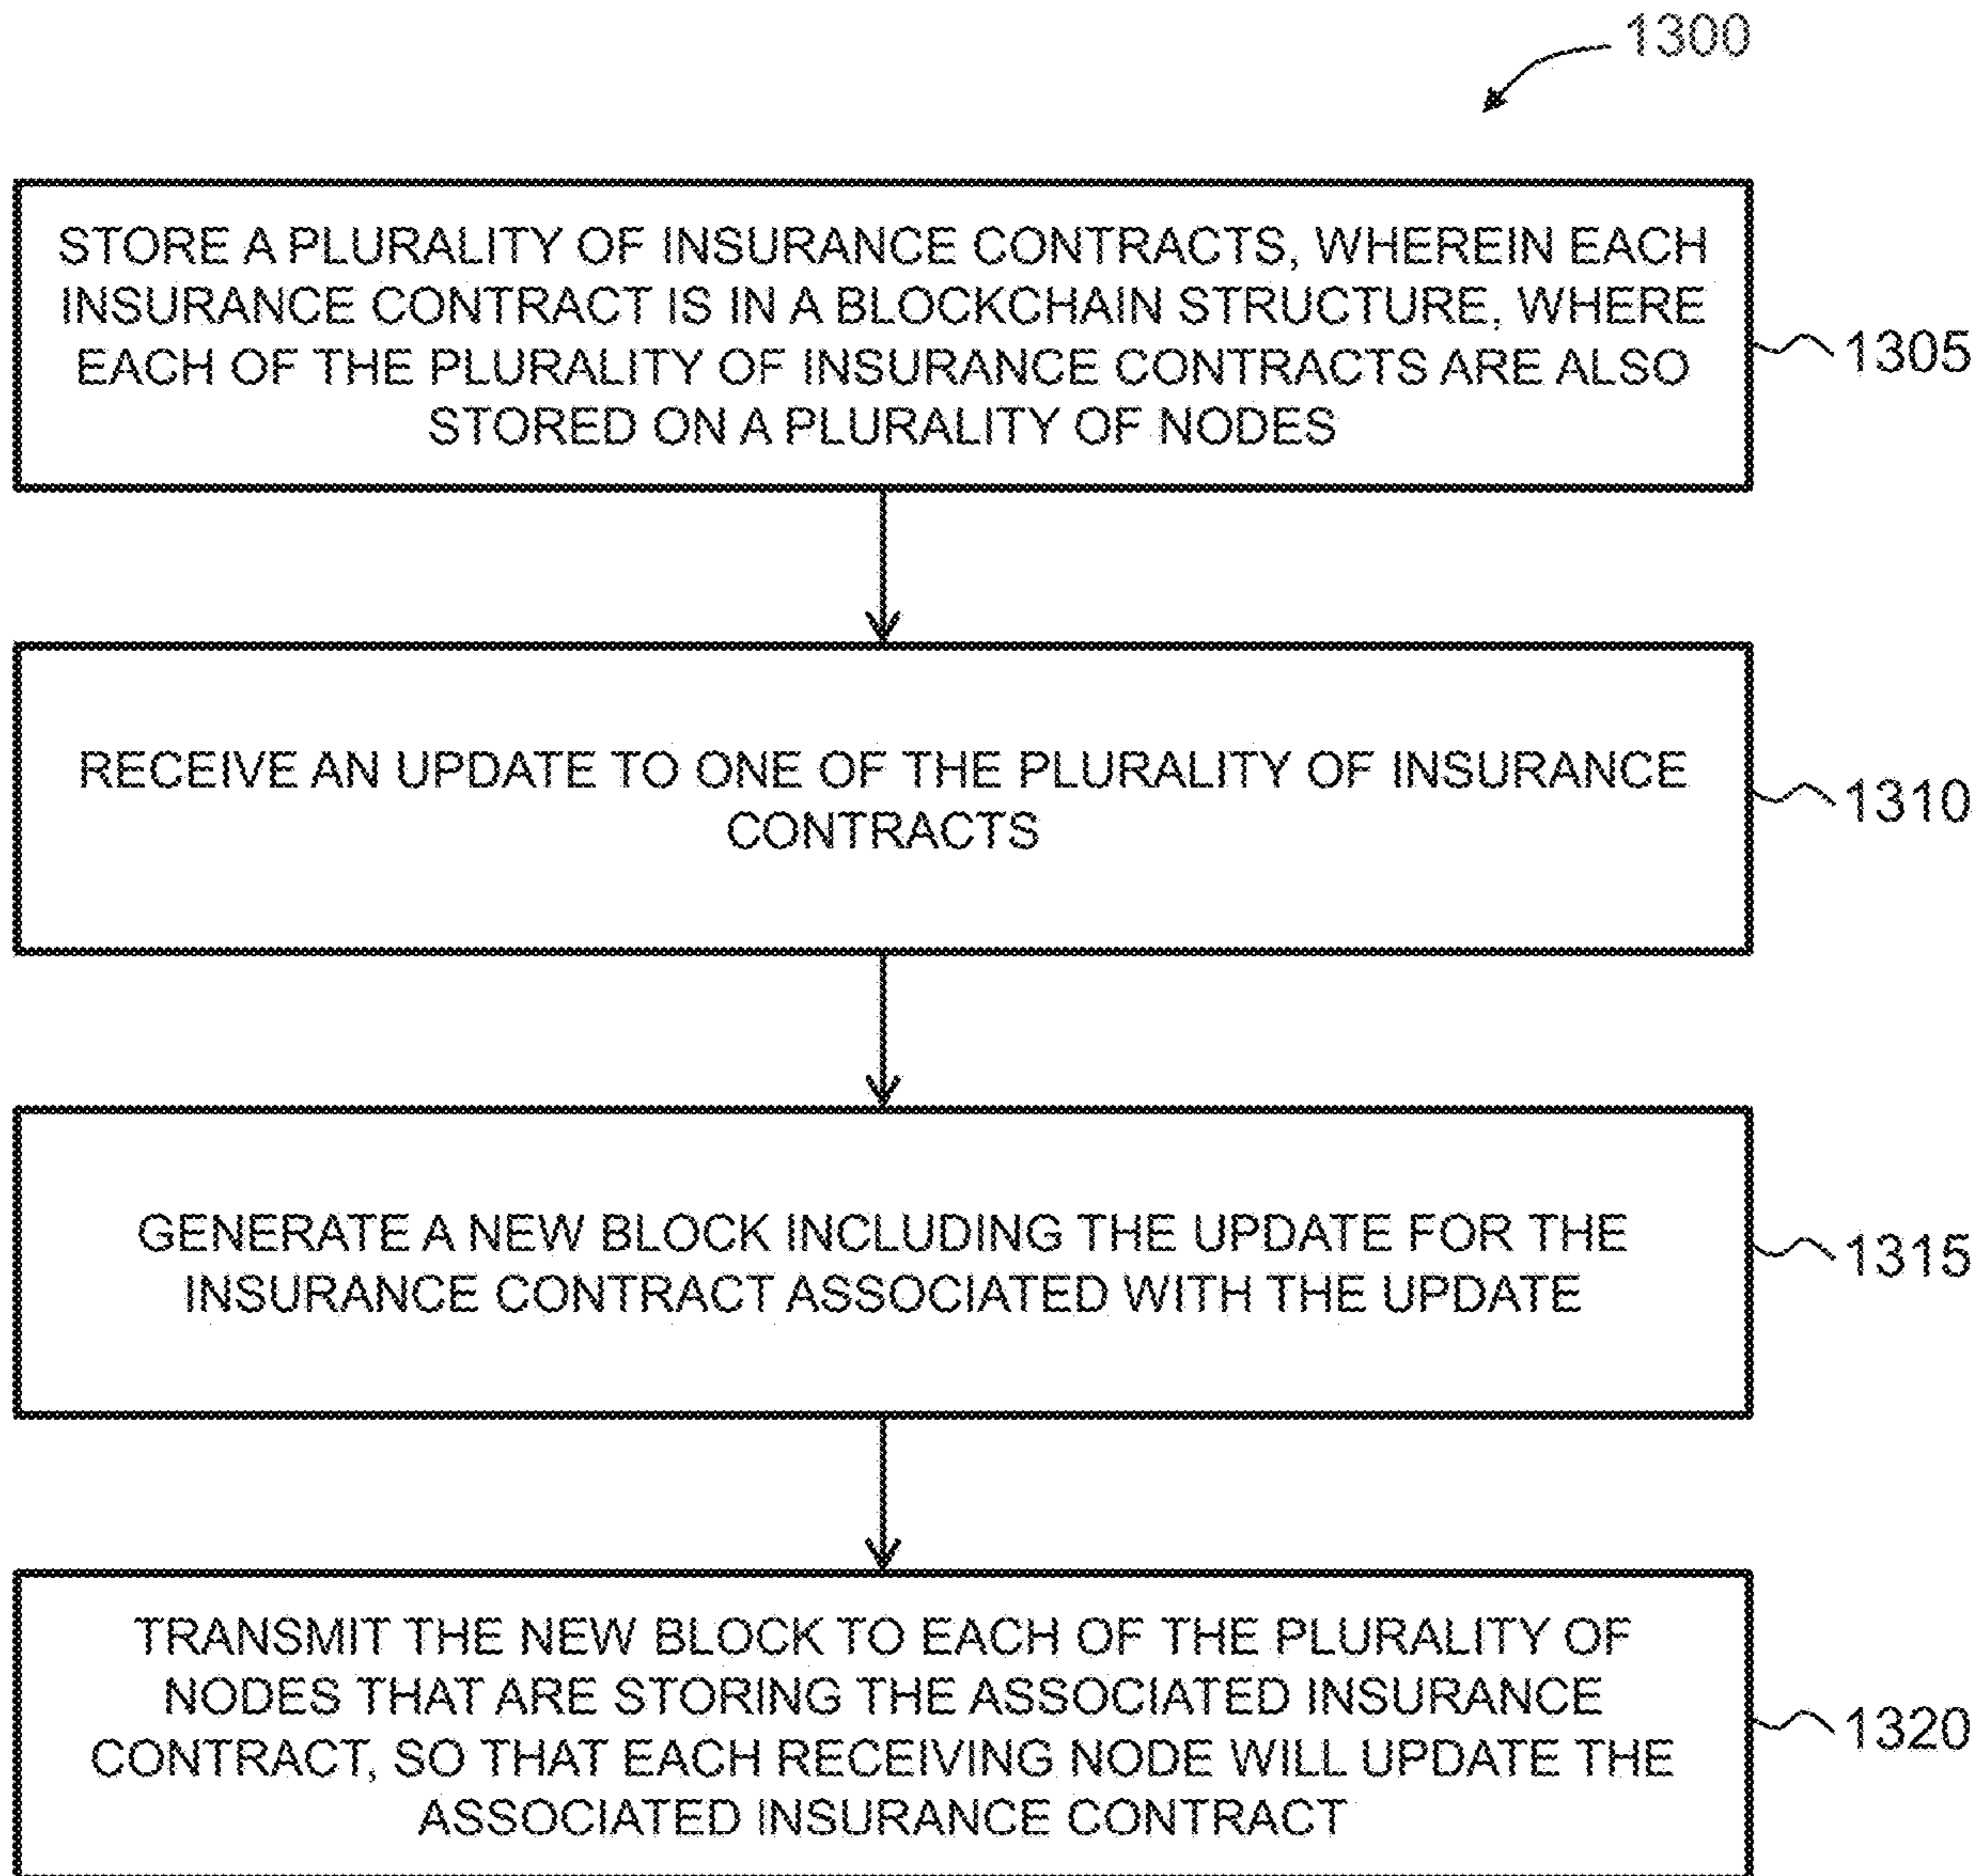 1300
STORE A PLURALITY OF INSURANCE CONTRACTS, WHEREIN EACH
INSURANCE CONTRACT IS IN A BLOCKCHAIN STRUCTURE, WHERE
EACH OF THE PLURALITY OF INSURANCE CONTRACTS ARE ALSO
STORED ON A PLURALITY OF NODES
1305
RECEIVE AN UPDATE TO ONE OF THE PLURALITY OF INSURANCE
CONTRACTS
1310
GENERATE A NEW BLOCK INCLUDING THE UPDATE FOR THE
INSURANCE CONTRACT ASSOCIATED WITH THE UPDATE
1315
TRANSMIT THE NEW BLOCK TO EACH OF THE PLURALITY OF
NODES THAT ARE STORING THE ASSOCIATED INSURANCE
CONTRACT, SO THAT EACH RECEIVING NODE WILL UPDATE THE
ASSOCIATED INSURANCE CONTRACT
1320